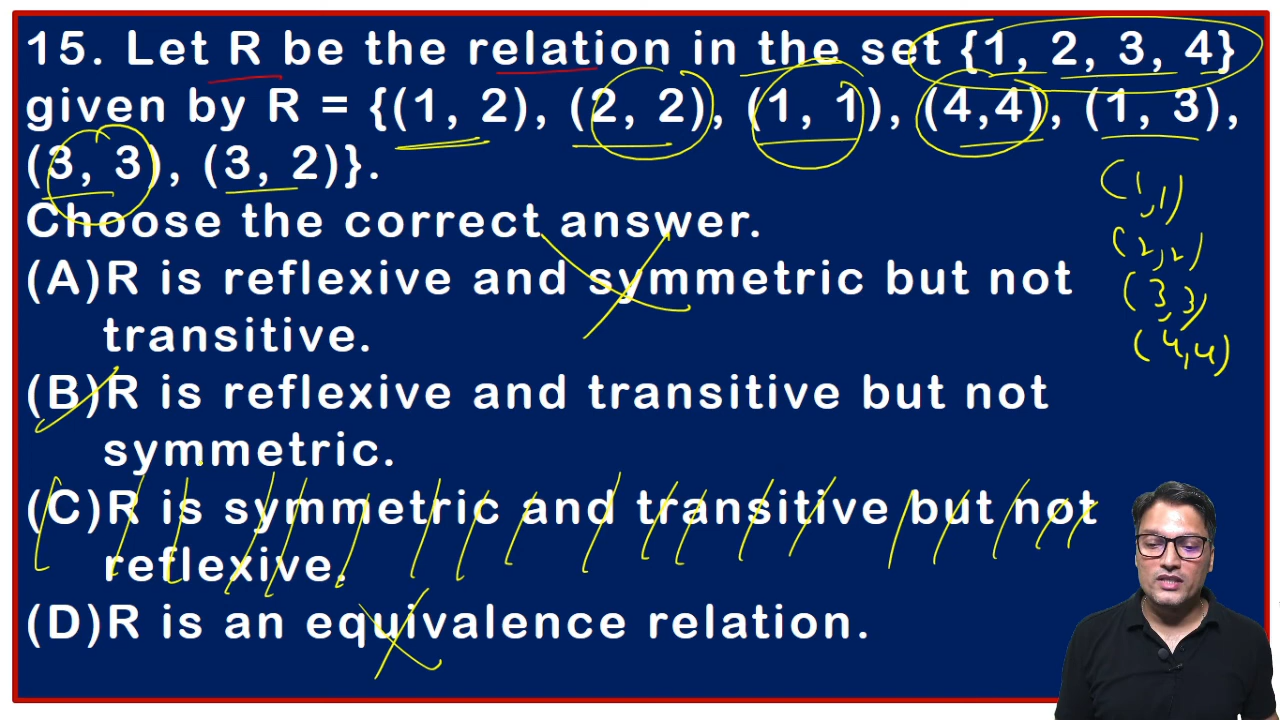 15. Let R be the relation in the set {1, 2, 3, 4}
given by R = {(1, 2), (2, 2), (1, 1), (4,4), (1, 3),
(3, 3), (3, 2)}.
(1,1)
Choose the correct answer.
(2,2)
(A) R is reflexive and symmetric but not
(3,3)
transitive.
(4,4)
(B) R is reflexive and transitive but not
symmetric.
(C) R is symmetric and transitive but not
reflexive.
(D) R is an equivalence relation.